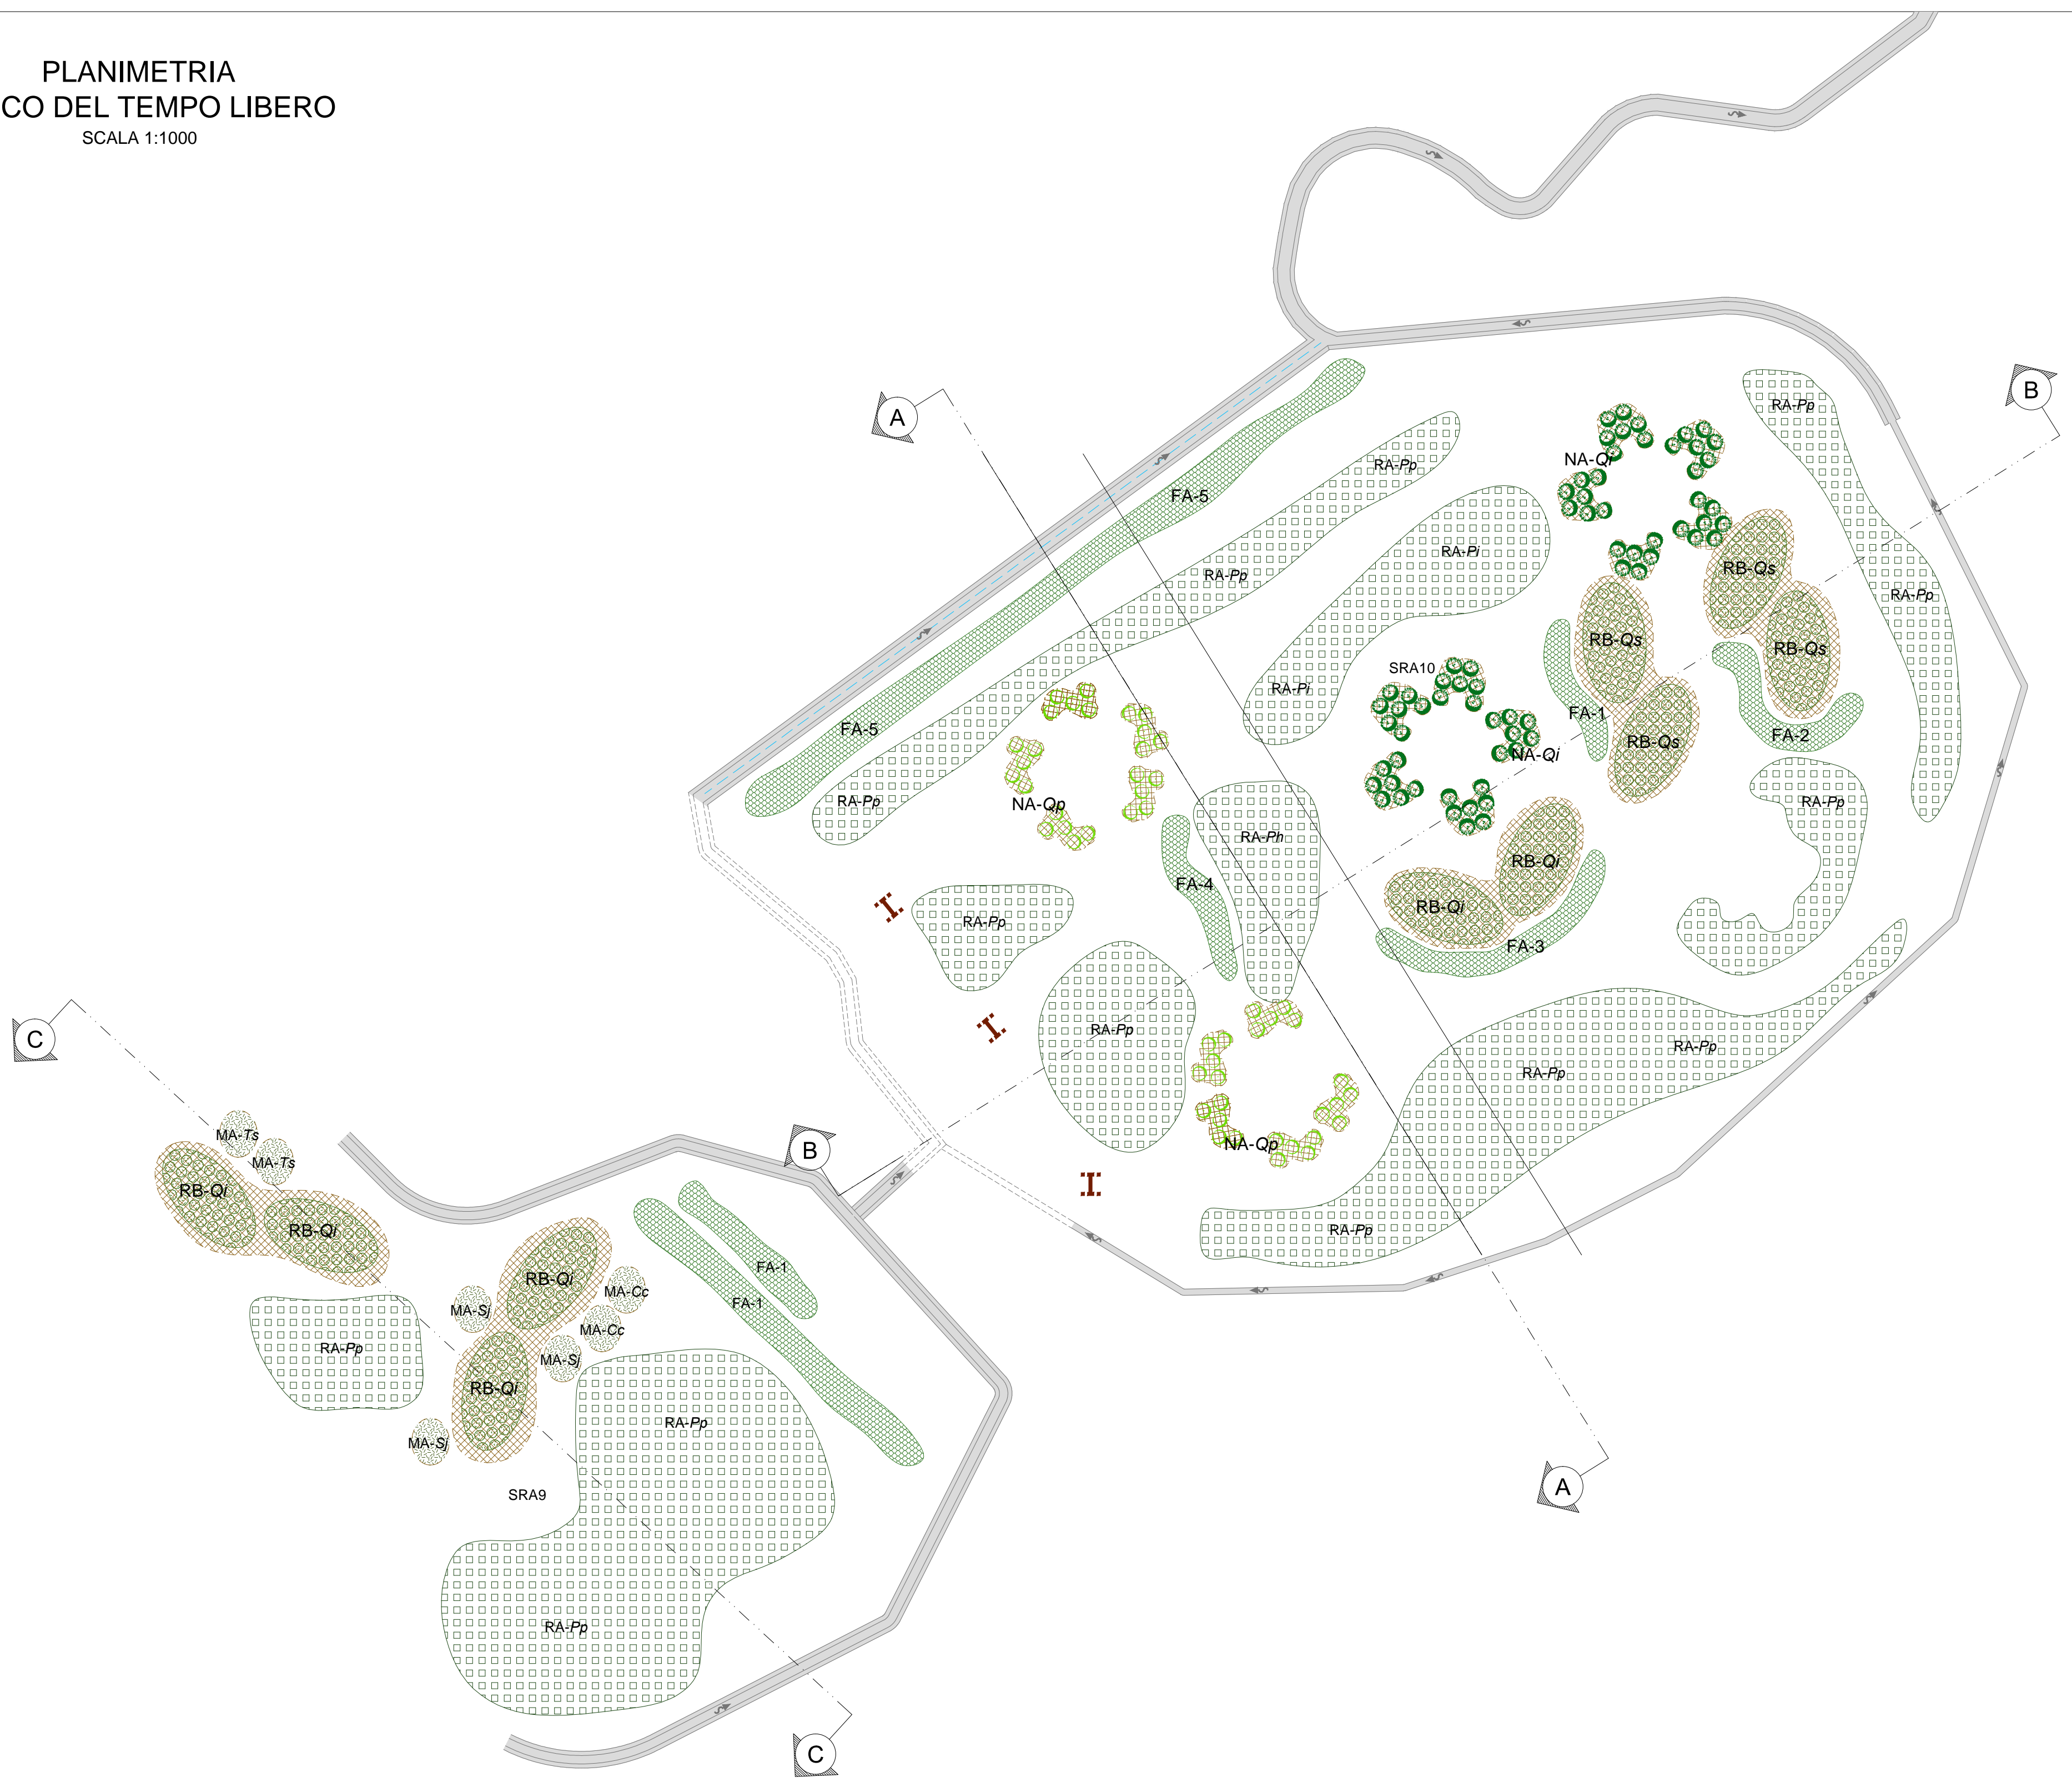 PLANIMETRIA
CO DEL TEMPO LIBERO
SCALA 1:1000
B
A
RA-Pp
NA-Qi
RA-Pp
FA-5
RA-Pi
RA-Pp
RB-Qs
RA-Pp
RB-Qs
RB-Qs
SRA10
RA-Pi
FA-1
FA-5
FA-2
RB-Qs
NA-Qi
RA-Pp
RA-Pp
NA-Qp
RA-Ph
RB-Qi
FA-4
RB-Qi
RA-Pp
FA-3
RA-Pp
C
RA-Pp
RA-Pp
MA-Ts
NA-Qp
B
MA-Ts
RB-Qi
RB-Qi
RA-Pp
FA-1
RB-Qi
MA-Cc
FA-1
MA-Sj
MA-Cc
RA-Pp
MA-Sj
RB-Qi
RA-Pp
MA-Sj
A
SRA9
RA-Pp
C